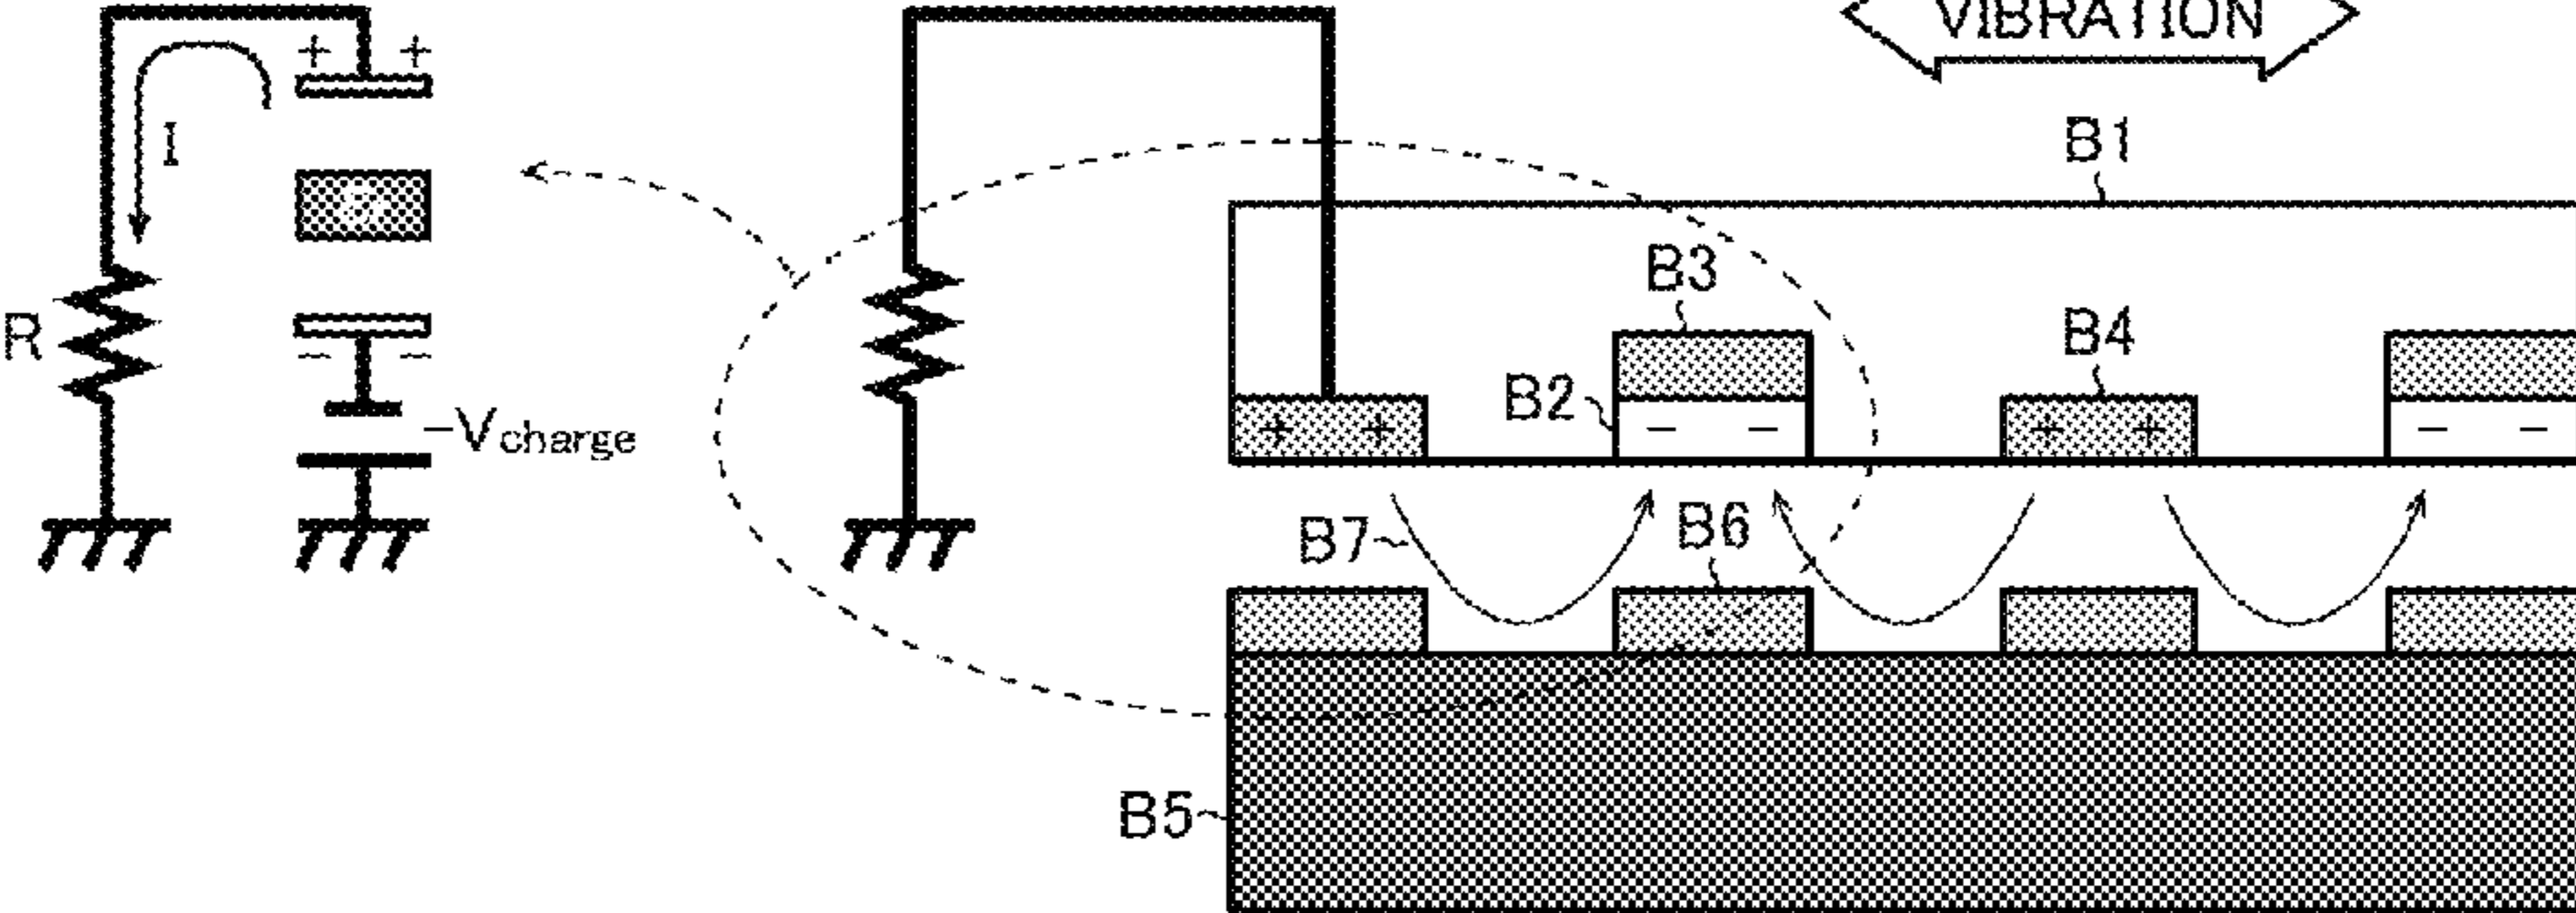 VIBRATION
+ +
I
B1
B3
R
B4
B2
− −
−Vcharge
+ +
− −
+ +
− −
B7
B6
B5